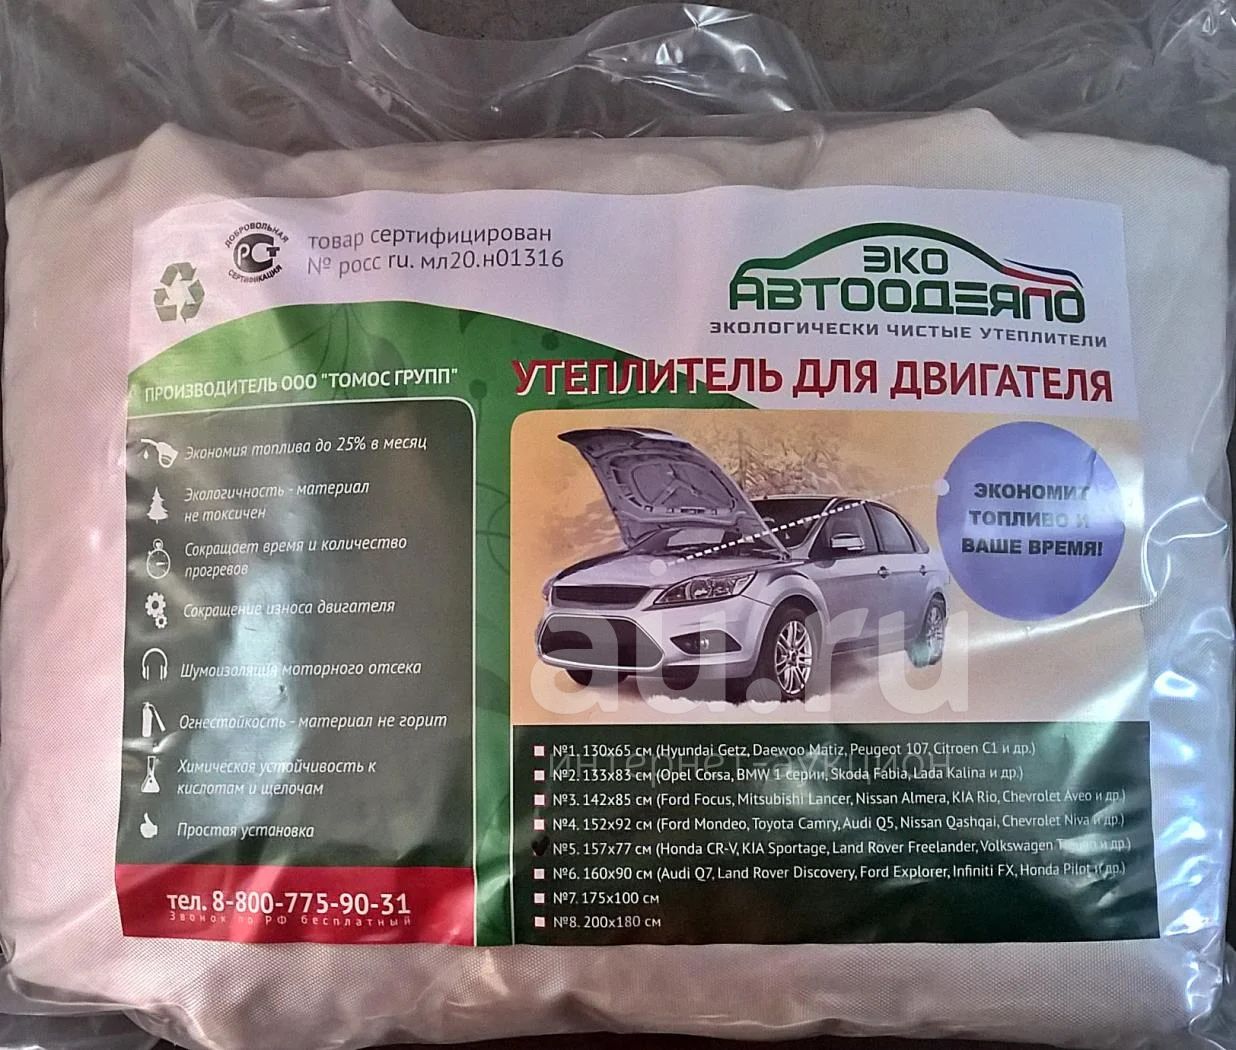 ДОБРОВОЛЬНАЯ
РСТ
СЕРТИФИКАЦИЯ
товар сертифицирован
№ росс ru. мл20.н01316
ЭКО
АВТООДЕЯЛО
ЭКОЛОГИЧЕСКИ ЧИСТЫЕ УТЕПЛИТЕЛИ
ПРОИЗВОДИТЕЛЬ ООО "ТОМОС ГРУПП"
УТЕПЛИТЕЛЬ ДЛЯ ДВИГАТЕЛЯ
Экономия топлива до 25% в месяц
Экологичность - материал
не токсичен
Сокращает время и количество
прогревов
Сокращение износа двигателя
Шумоизоляция моторного отсека
Огнестойкость - материал не горит
Химическая устойчивость к
кислотам и щелочам
Простая установка
тел. 8-800-775-90-31
Звонок по РФ бесплатный
ЭКОНОМИТ
ТОПЛИВО И
ВАШЕ ВРЕМЯ!
au.ru
интернет-аукцион
№1. 130x65 см (Hyundai Getz, Daewoo Matiz, Peugeot 107, Citroen C1 и др.)
№2. 133x83 см (Opel Corsa, BMW 1 серии, Skoda Fabia, Lada Kalina и др.)
№3. 142x85 см (Ford Focus, Mitsubishi Lancer, Nissan Almera, KIA Rio, Chevrolet Aveo и др.)
№4. 152x92 см (Ford Mondeo, Toyota Camry, Audi Q5, Nissan Qashqai, Chevrolet Niva и др.)
№5. 157x77 см (Honda CR-V, KIA Sportage, Land Rover Freelander, Volkswagen и др.)
№6. 160x90 см (Audi Q7, Land Rover Discovery, Ford Explorer, Infiniti FX, Honda Pilot и др.)
№7. 175x100 см
№8. 200x180 см